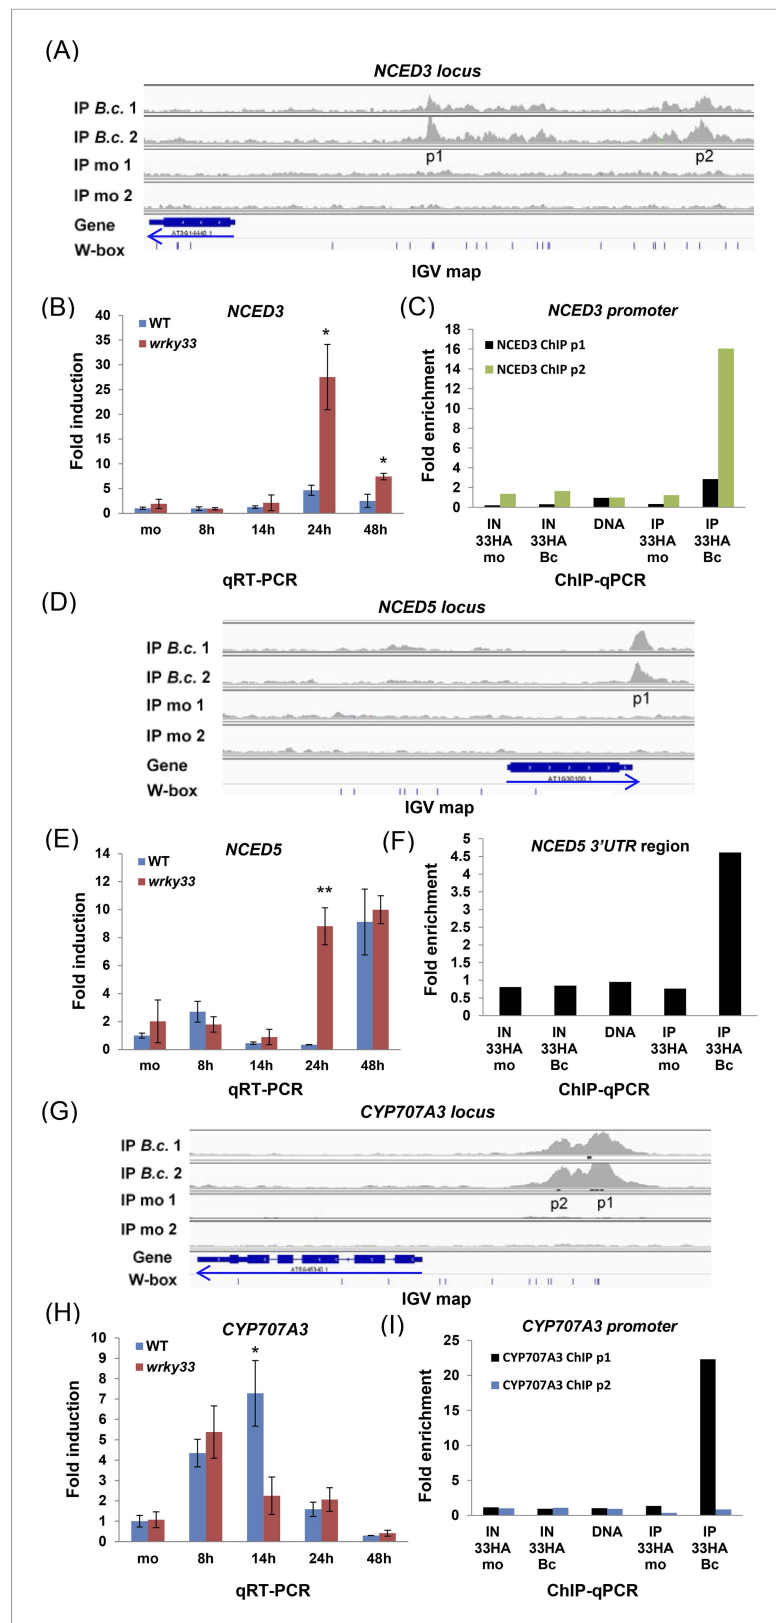 (A)
NCED3 locus
IP B.c. 1
IP B.c. 2
p1 p2
IP mo 1
IP mo 2
Gene
W-box
IGV map
(B)
NCED3
WT
wrky33
Fold induction
40
35
30
25
20
15
10
5
0
*
*
mo 8h 14h 24h 48h
qRT-PCR
(C)
NCED3 promoter
NCED3 ChIP p1
NCED3 ChIP p2
Fold enrichment
18
16
14
12
10
8
6
4
2
0
IN 33HA mo
IN 33HA Bc
DNA
IP 33HA mo
IP 33HA Bc
ChIP-qPCR
(D)
NCED5 locus
IP B.c. 1
IP B.c. 2
p1
IP mo 1
IP mo 2
Gene
AT1G30100.1
W-box
IGV map
(E)
NCED5
WT
wrky33
Fold induction
14
12
10
8
6
4
2
0
**
mo 8h 14h 24h 48h
qRT-PCR
(F)
NCED5 3'UTR region
Fold enrichment
5
4.5
4
3.5
3
2.5
2
1.5
1
0.5
0
IN 33HA mo
IN 33HA Bc
DNA
IP 33HA mo
IP 33HA Bc
ChIP-qPCR
(G)
CYP707A3 locus
IP B.c. 1
IP B.c. 2
IP mo 1
p2 p1
IP mo 2
Gene
W-box
IGV map
(H)
CYP707A3
WT
wrky33
Fold induction
10
9
8
7
6
5
4
3
2
1
0
*
mo 8h 14h 24h 48h
qRT-PCR
(I)
CYP707A3 promoter
CYP707A3 ChIP p1
CYP707A3 ChIP p2
Fold enrichment
25
20
15
10
5
0
IN 33HA mo
IN 33HA Bc
DNA
IP 33HA mo
IP 33HA Bc
ChIP-qPCR